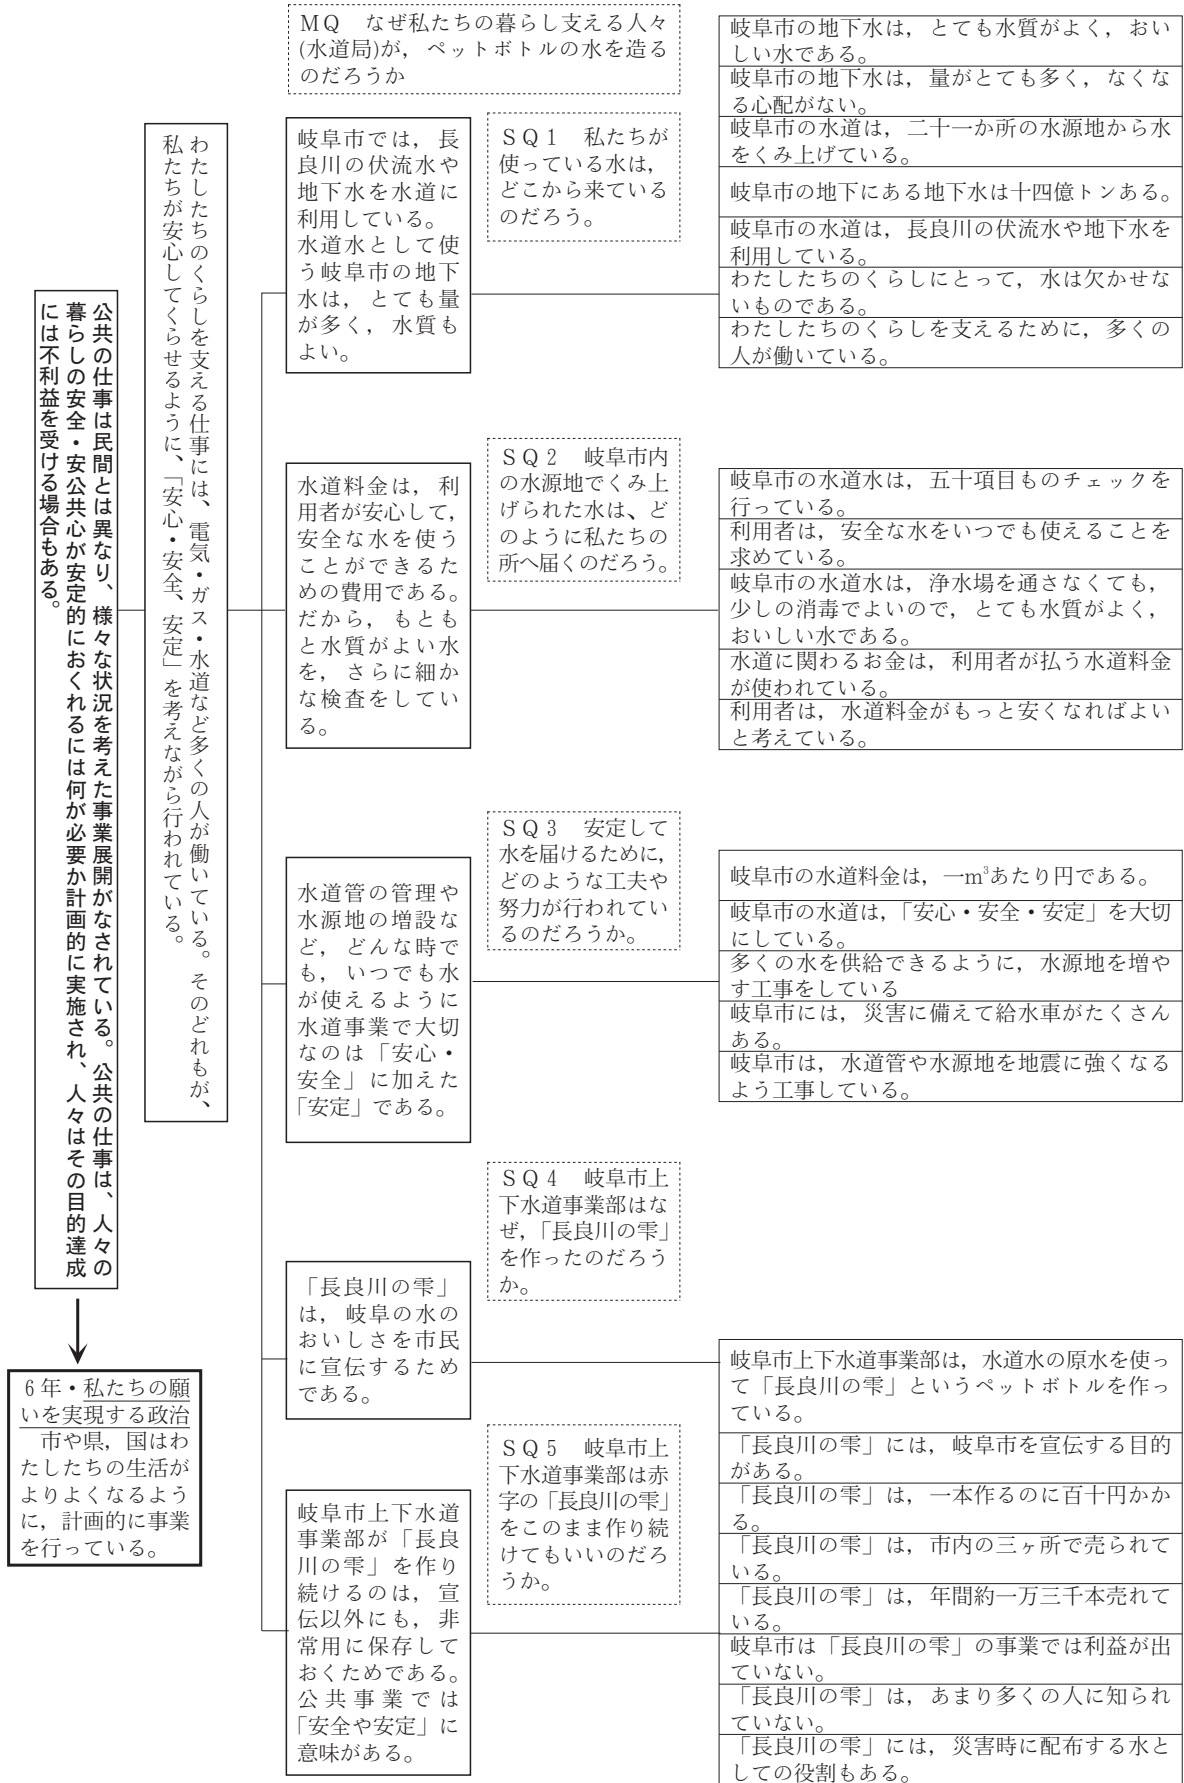 MQ　なぜ私たちの暮らし支える人々
(水道局)が，ペットボトルの水を造る
のだろうか
岐阜市の地下水は，とても水質がよく，おい
しい水である。
岐阜市の地下水は，量がとても多く，なくな
る心配がない。
岐阜市の水道は，二十一か所の水源地から水
をくみ上げている。
岐阜市の地下にある地下水は十四億トンある。
岐阜市の水道は，長良川の伏流水や地下水を
利用している。
わたしたちのくらしにとって，水は欠かせな
いものである。
わたしたちのくらしを支えるために，多くの
人が働いている。
SQ1　私たちが
使っている水は，
どこから来ている
のだろう。
岐阜市では，長
良川の伏流水や
地下水を水道に
利用している。
水道水として使
う岐阜市の地下
水は，とても量
が多く，水質も
よい。
わたしたちのくらしを支える仕事には、電気・ガス・水道など多くの人が働いている。そのどれもが、
私たちが安心してくらせるように、「安心・安全、安定」を考えながら行われている。
公共の仕事は民間とは異なり、様々な状況を考えた事業展開がなされている。公共の仕事は、人々の
暮らしの安全・安公共心が安定的におくれるには何が必要か計画的に実施され、人々はその目的達成
には不利益を受ける場合もある。
SQ2　岐阜市内
の水源地でくみ上
げられた水は、ど
のように私たちの
所へ届くのだろう。
水道料金は，利
用者が安心して，
安全な水を使う
ことができるた
めの費用である。
だから，もとも
と水質がよい水
を，さらに細か
な検査をしてい
る。
岐阜市の水道水は，五十項目ものチェックを
行っている。
利用者は，安全な水をいつでも使えることを
求めている。
岐阜市の水道水は，浄水場を通さなくても，
少しの消毒でよいので，とても水質がよく，
おいしい水である。
水道に関わるお金は，利用者が払う水道料金
が使われている。
利用者は，水道料金がもっと安くなればよい
と考えている。
SQ3　安定して
水を届けるために，
どのような工夫や
努力が行われてい
るのだろうか。
水道管の管理や
水源地の増設な
ど，どんな時で
も，いつでも水
が使えるように
水道事業で大切
なのは「安心・
安全」に加えた
「安定」である。
岐阜市の水道料金は，一m³あたり円である。
岐阜市の水道は，「安心・安全・安定」を大切
にしている。
多くの水を供給できるように，水源地を増や
す工事をしている
岐阜市には，災害に備えて給水車がたくさん
ある。
岐阜市は，水道管や水源地を地震に強くなる
よう工事している。
SQ4　岐阜市上
下水道事業部はな
ぜ，「長良川の雫」
を作ったのだろう
か。
「長良川の雫」
は，岐阜の水の
おいしさを市民
に宣伝するため
である。
岐阜市上下水道事業部は，水道水の原水を使っ
て「長良川の雫」というペットボトルを作っ
ている。
「長良川の雫」には，岐阜市を宣伝する目的
がある。
「長良川の雫」は，一本作るのに百十円かか
る。
「長良川の雫」は，市内の三ヶ所で売られて
いる。
「長良川の雫」は，年間約一万三千本売れて
いる。
岐阜市は「長良川の雫」の事業では利益が出
ていない。
「長良川の雫」は，あまり多くの人に知られ
ていない。
「長良川の雫」には，災害時に配布する水と
しての役割もある。
SQ5　岐阜市上
下水道事業部は赤
字の「長良川の雫」
をこのまま作り続
けてもいいのだろ
うか。
岐阜市上下水道
事業部が「長良
川の雫」を作り
続けるのは，宣
伝以外にも，非
常用に保存して
おくためである。
公共事業では
「安全や安定」に
意味がある。
6年・私たちの願
いを実現する政治
市や県，国はわ
たしたちの生活が
よりよくなるよう
に，計画的に事業
を行っている。